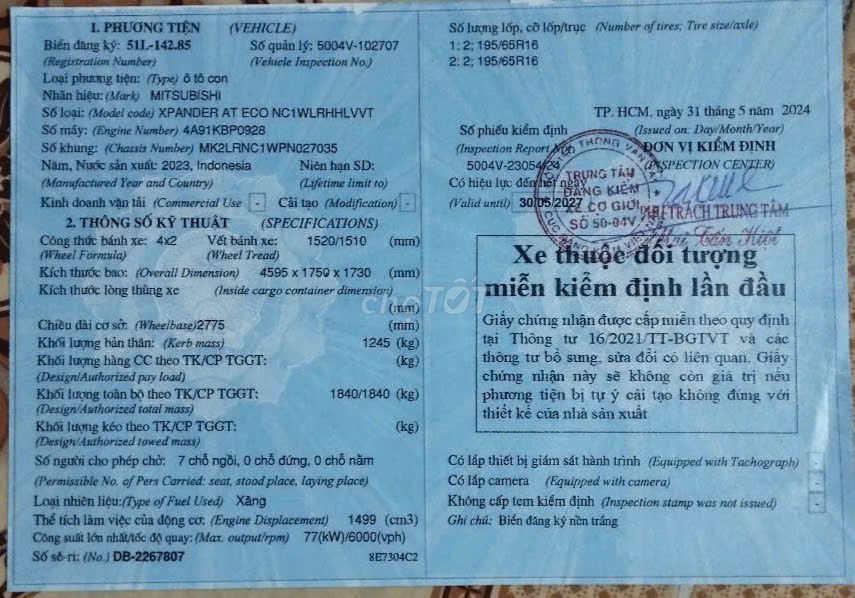 1. PHƯƠNG TIỆN (VEHICLE)
Biển đăng ký: 51L-142.85 Số quản lý: 5004V-102707
(Registration Number) (Vehicle Inspection No.)
Loại phương tiện: (Type) ô tô con
Nhãn hiệu: (Mark) MITSUBISHI
Số loại: (Model code) XPANDER AT ECO NC1WLRHHLVVT
Số máy: (Engine Number) 4A91KBP0928
Số khung: (Chassis Number) MK2LRNC1WPN027035
Năm, Nước sản xuất: 2023, Indonesia Niên hạn SD:
(Manufactured Year and Country) (Lifetime limit to)
Kinh doanh vận tải (Commercial Use - Cải tạo (Modification) -
2. THÔNG SỐ KỸ THUẬT (SPECIFICATIONS)
Công thức bánh xe: 4x2 Vết bánh xe: 1520/1510 (mm)
(Wheel Formula) (Wheel Tread)
Kích thước bao: (Overall Dimension) 4595 x 1750 x 1730 (mm)
Kích thước lòng thùng xe (Inside cargo container dimension)
(mm)
Chiều dài cơ sở: (Wheelbase) 2775 (mm)
Khối lượng bản thân: (Kerb mass) 1245 (kg)
Khối lượng hàng CC theo TK/CP TGGT: (kg)
(Design/Authorized pay load)
Khối lượng toàn bộ theo TK/CP TGGT: 1840/1840 (kg)
(Design/Authorized total mass)
Khối lượng kéo theo TK/CP TGGT: (kg)
(Design/Authorized towed mass)
Số người cho phép chở: 7 chỗ ngồi, 0 chỗ đứng, 0 chỗ nằm
(Permissible No. of Pers Carried: seat, stood place, laying place)
Loại nhiên liệu: (Type of Fuel Used) Xăng
Thể tích làm việc của động cơ: (Engine Displacement) 1499 (cm3)
Công suất lớn nhất/tốc độ quay: (Max. output/rpm) 77(kW)/6000(vph)
Số sê-ri: (No.) DB-2267807 8E7304C2
Số lượng lốp, cỡ lốp/trục (Number of tires; Tire size/axle)
1: 2; 195/65R16
2: 2; 195/65R16
TP. HCM, ngày 31 tháng 5 năm 2024
Số phiếu kiểm định (Issued on: Day/Month/Year)
(Inspection Report No) ĐƠN VỊ KIỂM ĐỊNH
5004V-23054/24 (INSPECTION CENTER)
Có hiệu lực đến hết ngày
(Valid until) 30/05/2027
TRUNG TÂM
ĐĂNG KIỂM
XE CƠ GIỚI
SỐ 50-04V
PHỤ TRÁCH TRUNG TÂM
Xe thuộc đối tượng
miễn kiểm định lần đầu
Giấy chứng nhận được cấp miễn theo quy định
tại Thông tư 16/2021/TT-BGTVT và các
thông tư bổ sung, sửa đổi có liên quan. Giấy
chứng nhận này sẽ không còn giá trị nếu
phương tiện bị tự ý cải tạo không đúng với
thiết kế của nhà sản xuất
chợTỐT
Có lắp thiết bị giám sát hành trình (Equipped with Tachograph) -
Có lắp camera (Equipped with camera) -
Không cấp tem kiểm định (Inspection stamp was not issued) -
Ghi chú: Biển đăng ký nền trắng